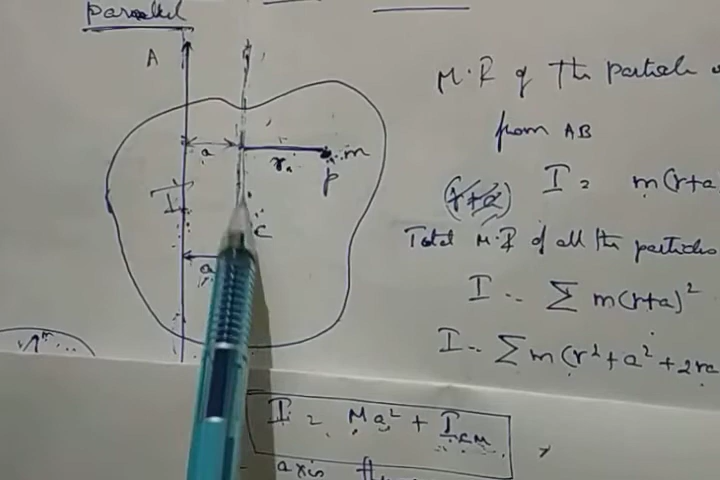 Parallel
A
a
r
m
P
I
C
a
M.I of the particle
from AB
(r+a)
I = m(r+a
Total M.I of all the particles
I = Σ m(r+a)²
I = Σ m(r²+a²+2ra
I = Ma² + Icm
axis